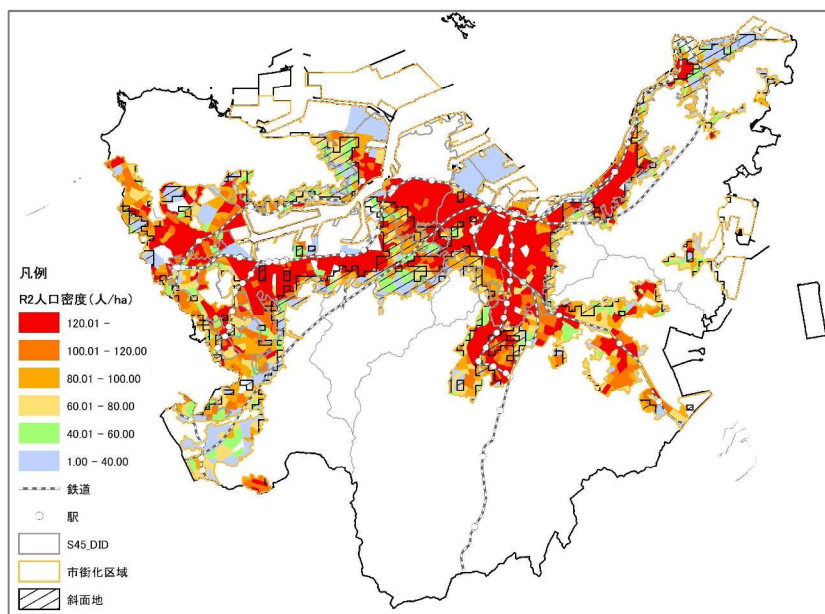 凡例
R2人口密度(人/ha)
120.01 -
100.01 - 120.00
80.01 - 100.00
60.01 - 80.00
40.01 - 60.00
1.00 - 40.00
鉄道
駅
S45_DID
市街化区域
斜面地